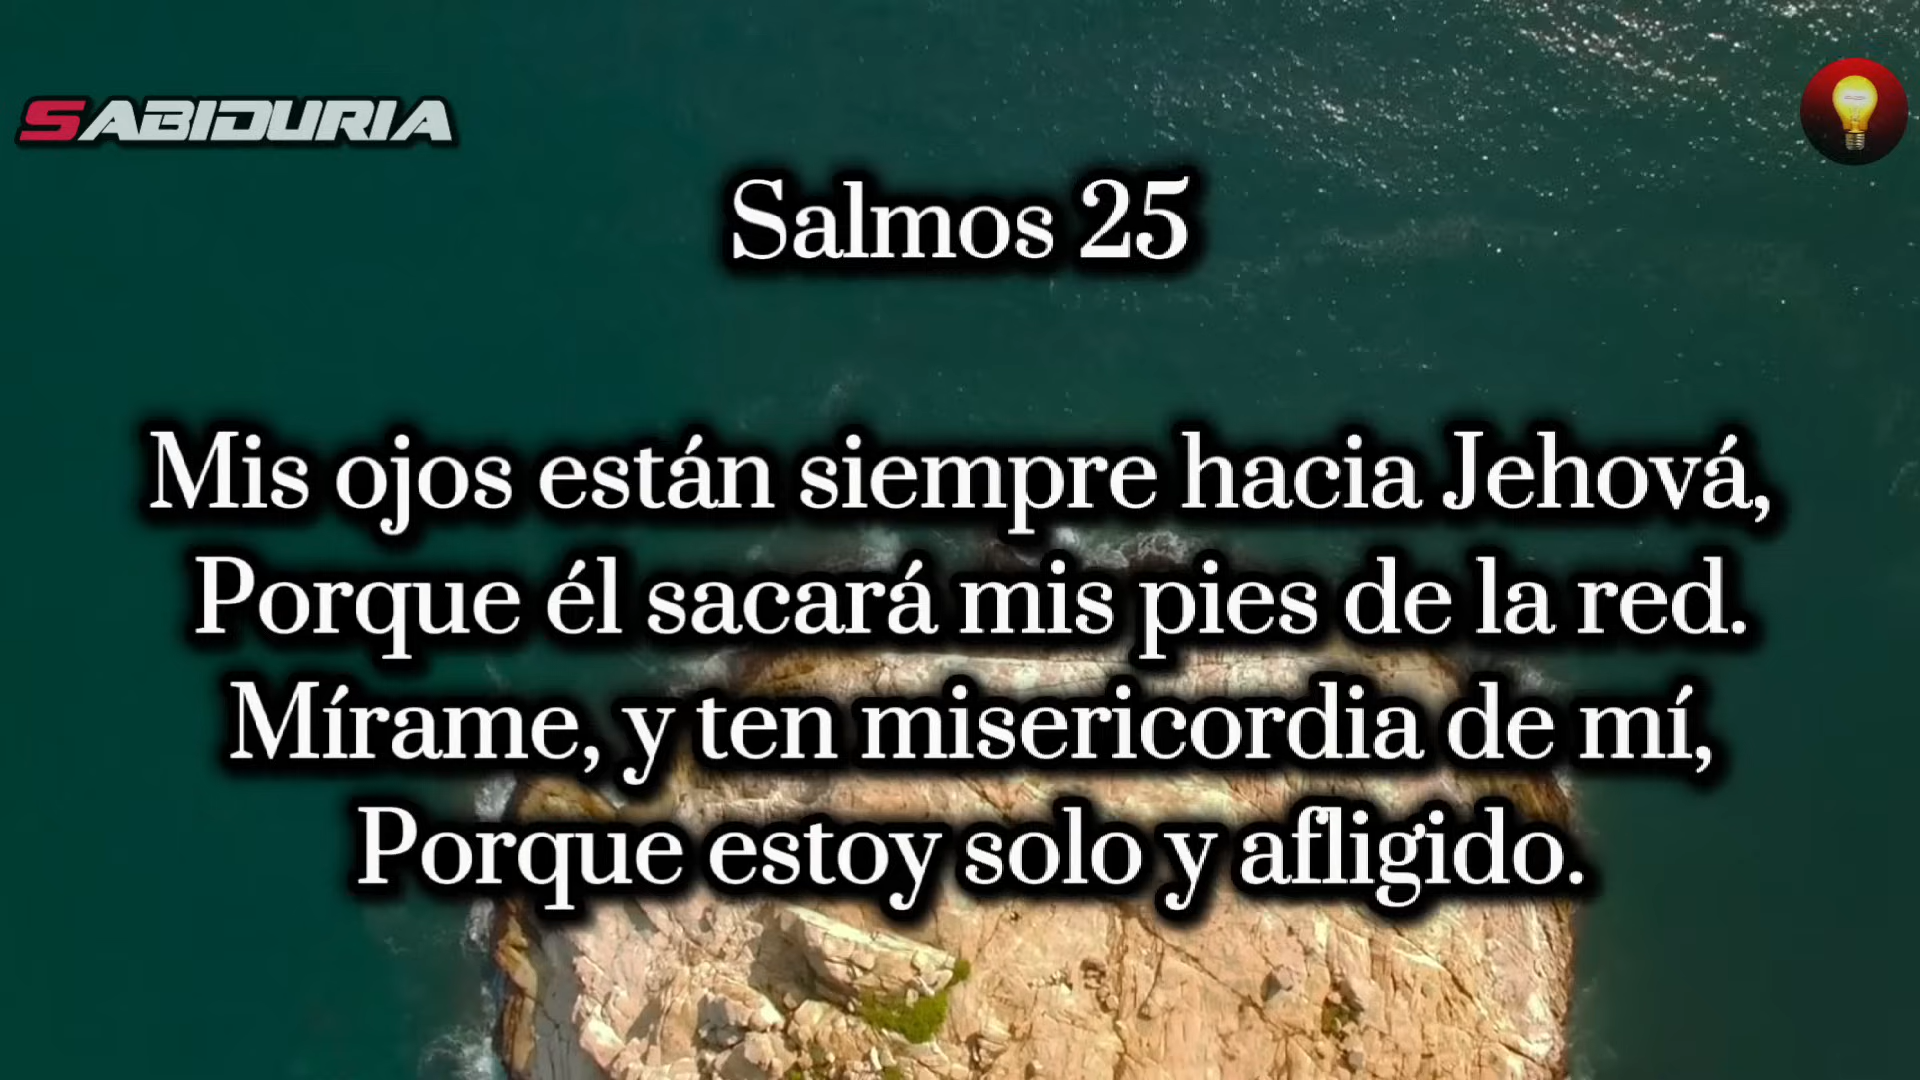 SABIDURIA
Salmos 25
Mis ojos están siempre hacia Jehová,
Porque él sacará mis pies de la red.
Mírame, y ten misericordia de mí,
Porque estoy solo y afligido.